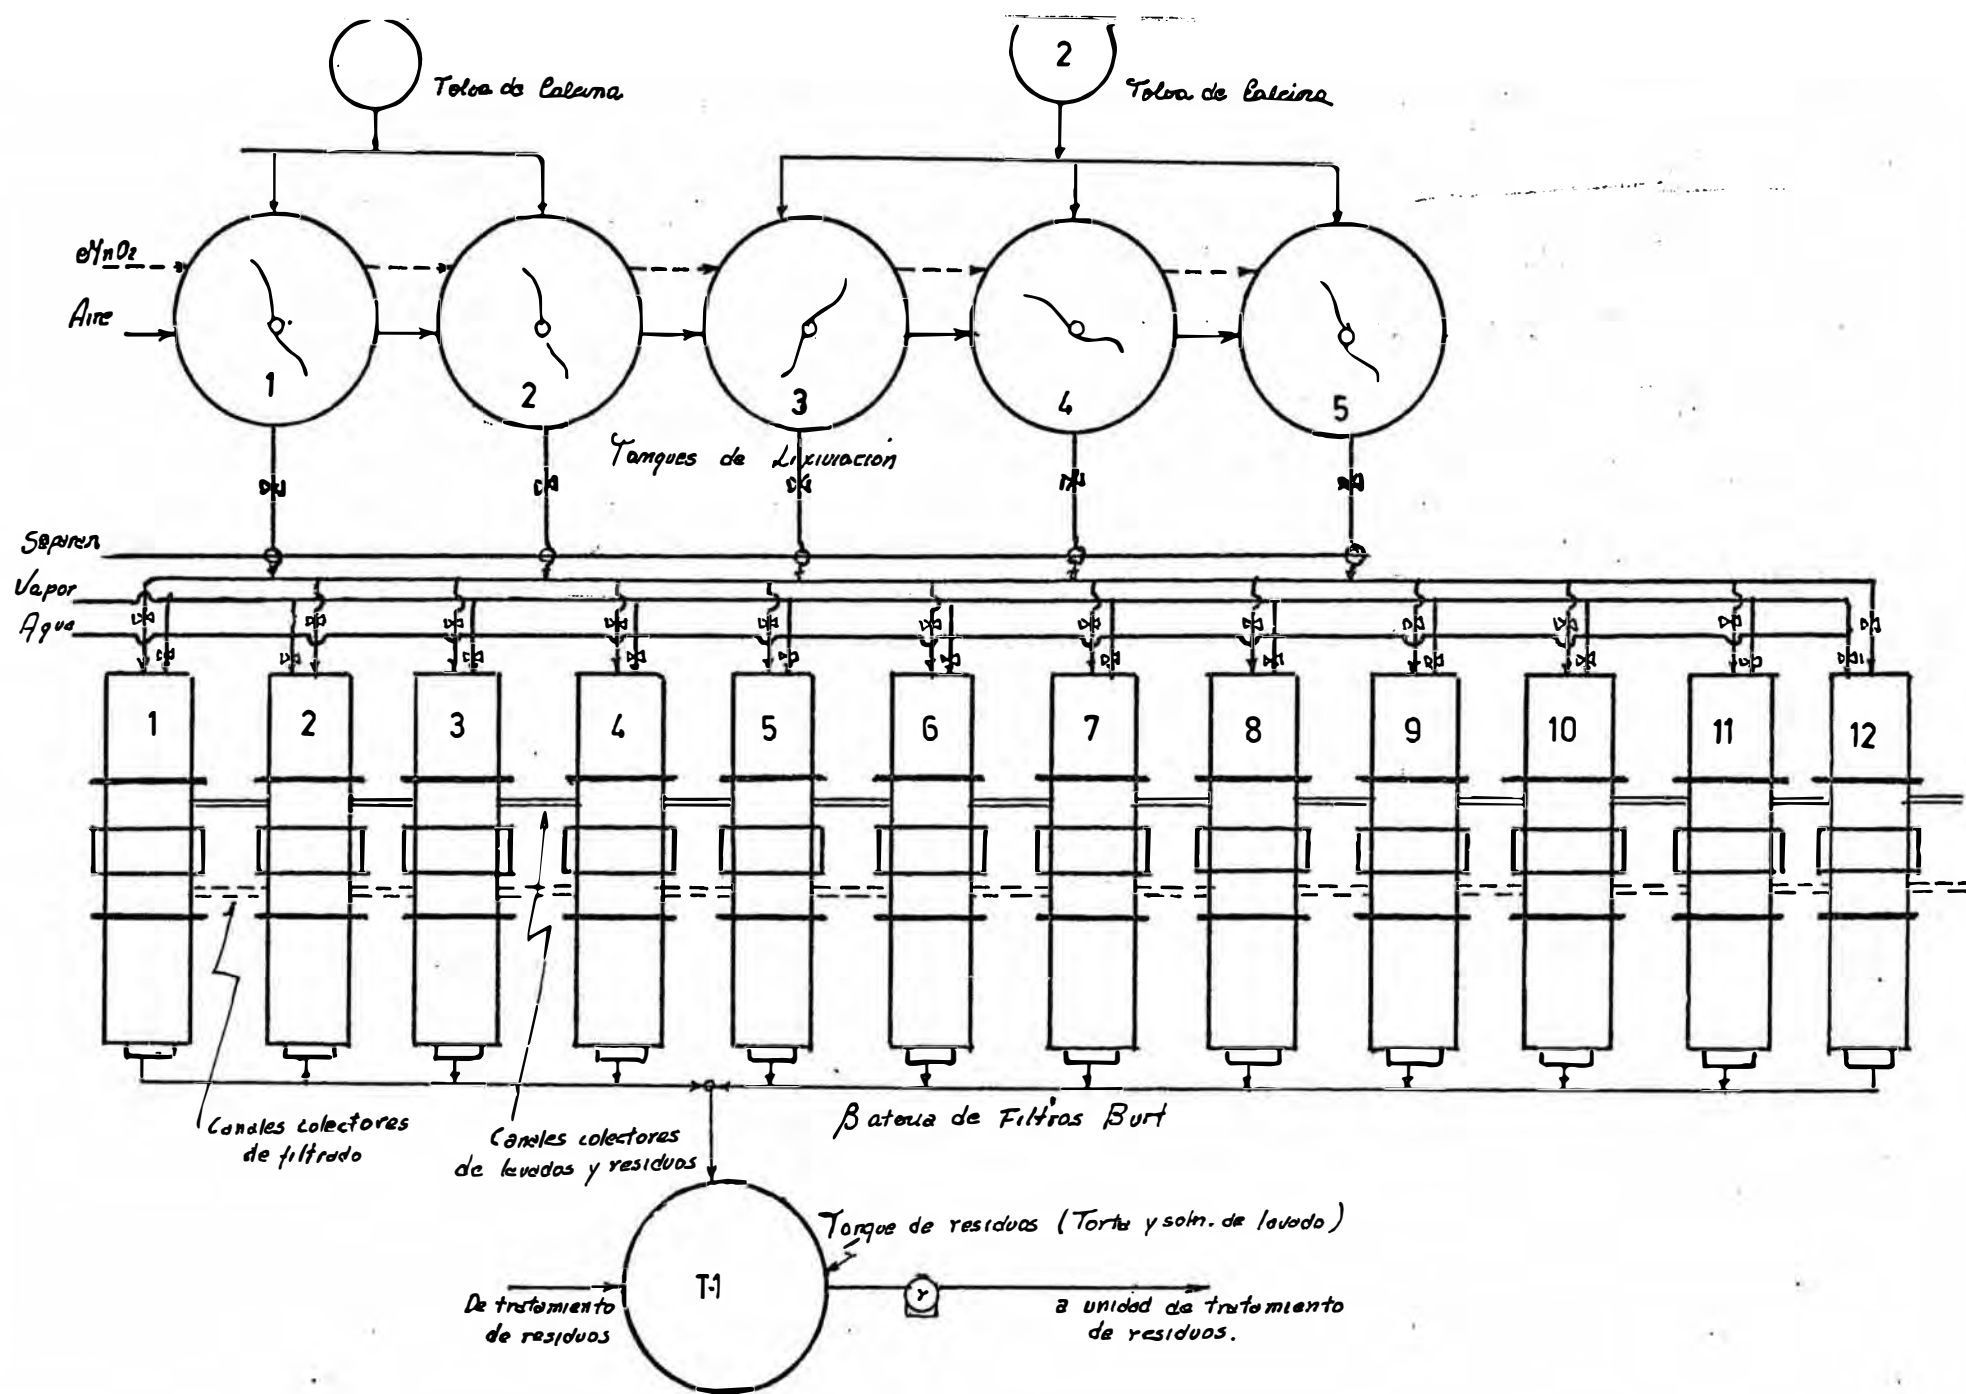 2
Tolva de Calcina
Tolva de Calcina
MnO2
Aire
1
2
3
4
5
Tanques de Lixiviación
Separan
Vapor
Agua
1
2
3
4
5
6
7
8
9
10
11
12
Canales colectores
de filtrado
Canales colectores
de lavados y residuos
Bateria de Filtros Burt
Tanque de residuos (Torta y soln. de lavado)
T-1
De tratamiento
de residuos
a unidad de tratamiento
de residuos.